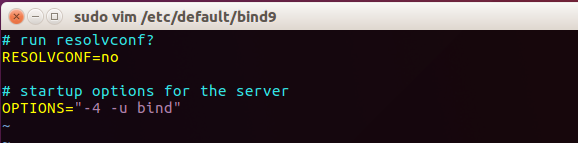 sudo vim /etc/default/bind9
# run resolvconf?
RESOLVCONF=no
# startup options for the server
OPTIONS="-4 -u bind"
~
~